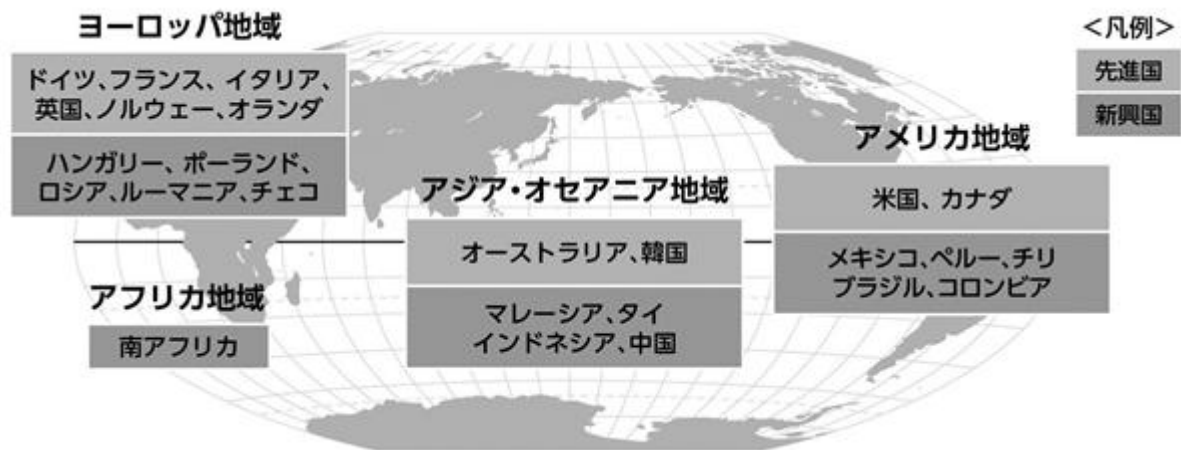 ヨーロッパ地域
ドイツ、フランス、イタリア、
英国、ノルウェー、オランダ
ハンガリー、ポーランド、
ロシア、ルーマニア、チェコ
アフリカ地域
南アフリカ
アジア・オセアニア地域
オーストラリア、韓国
マレーシア、タイ
インドネシア、中国
アメリカ地域
米国、カナダ
メキシコ、ペルー、チリ
ブラジル、コロンビア
<凡例>
先進国
新興国